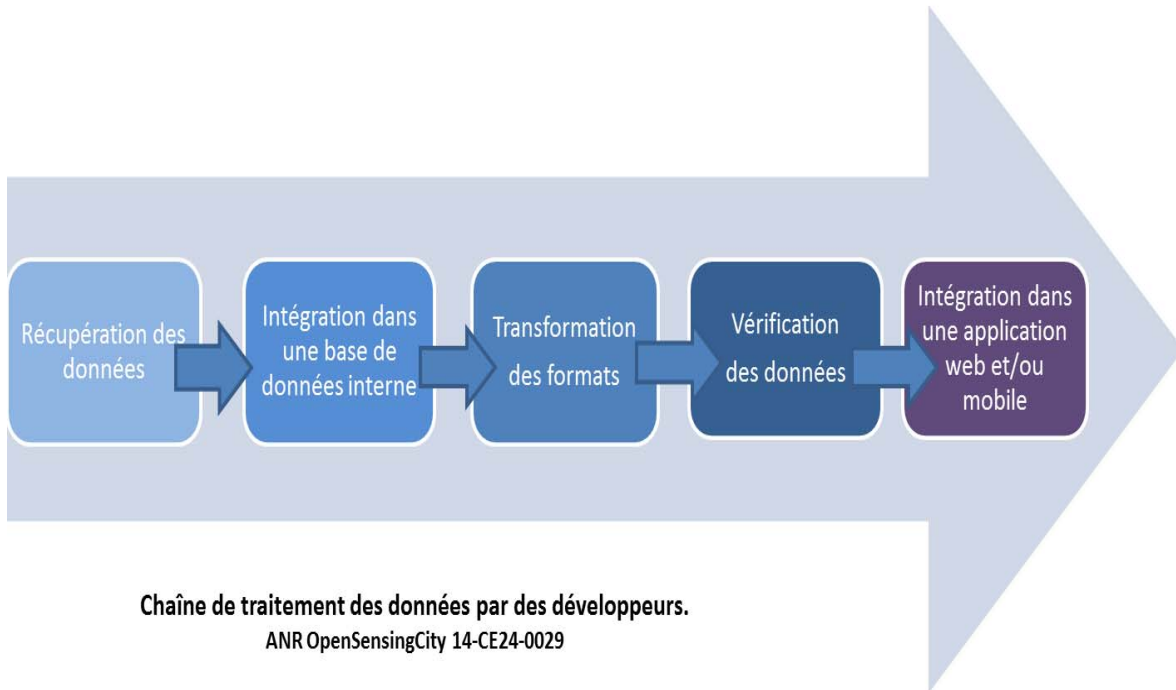 Récupération des
données
Intégration dans
une base de
données interne
Transformation
des formats
Vérification
des données
Intégration dans
une application
web et/ou
mobile
Chaîne de traitement des données par des développeurs.
ANR OpenSensingCity 14-CE24-0029